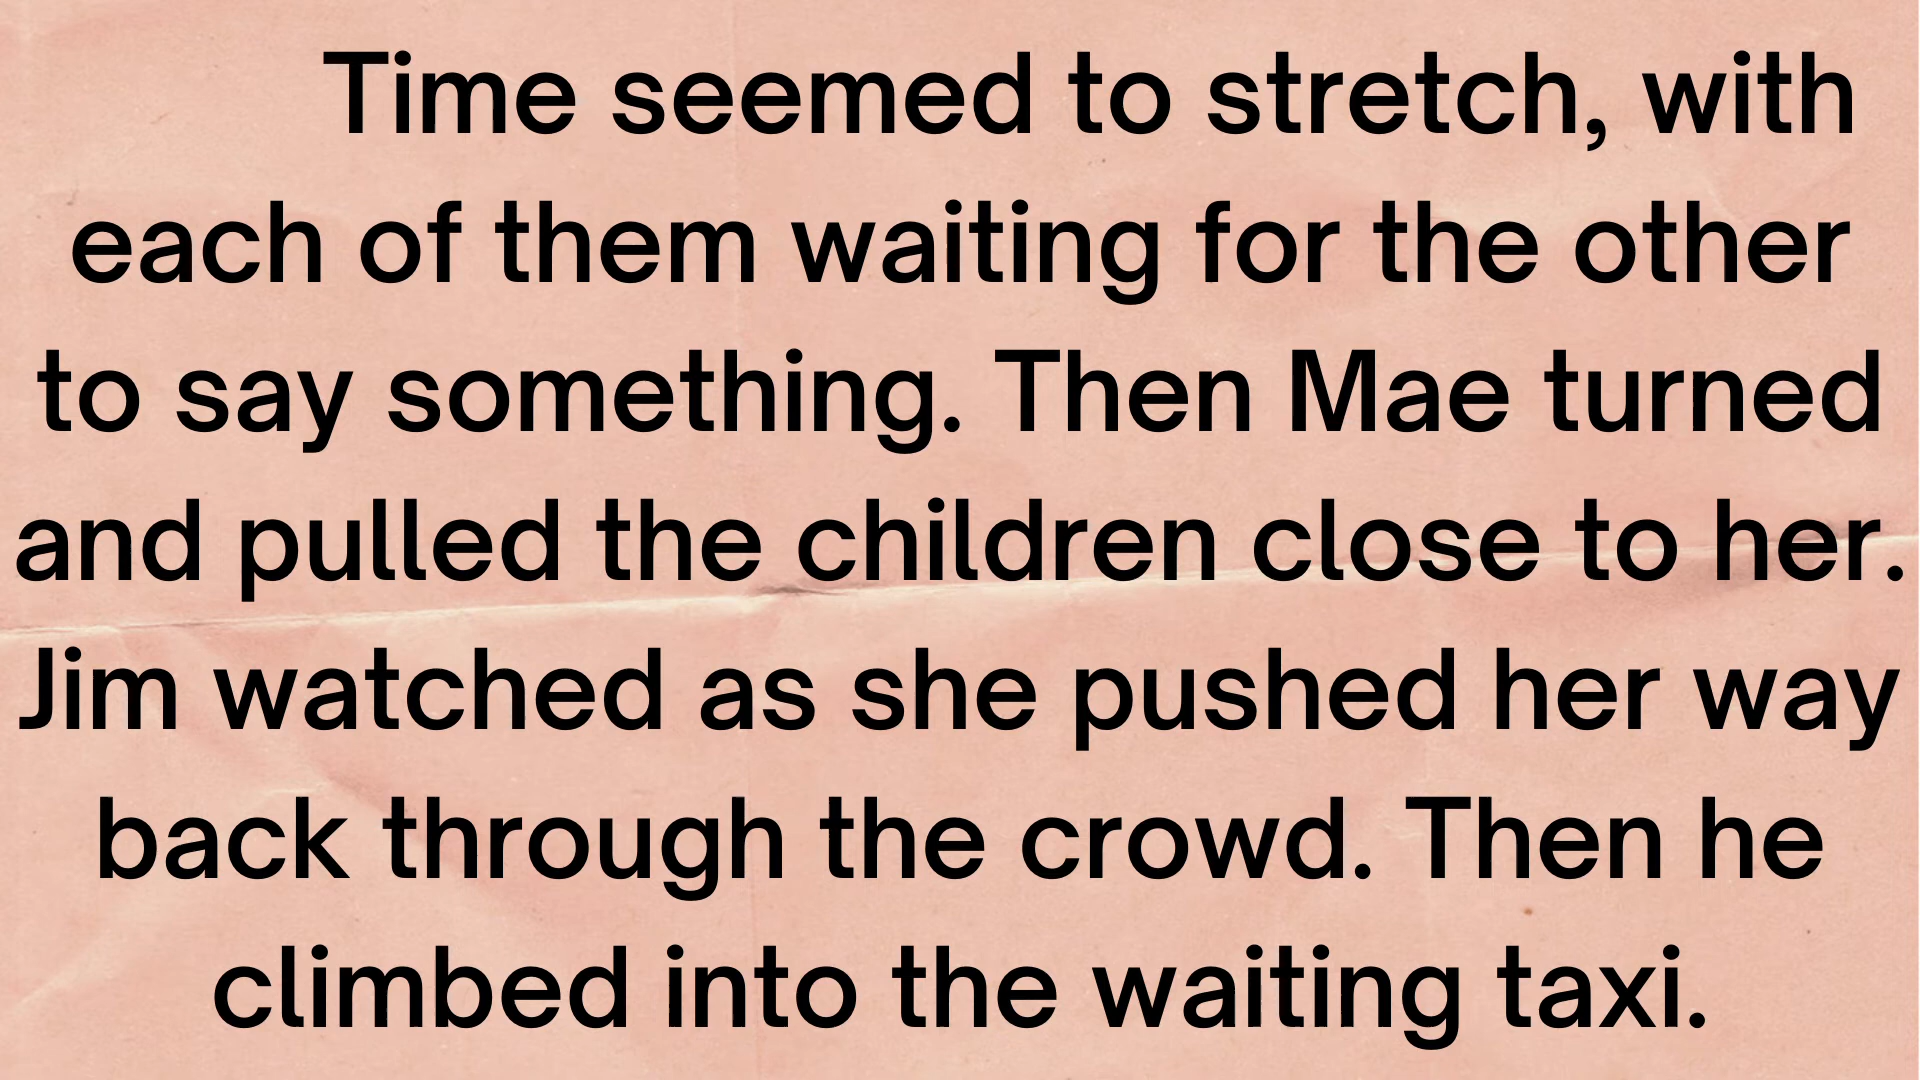 Time seemed to stretch, with
each of them waiting for the other
to say something. Then Mae turned
and pulled the children close to her.
Jim watched as she pushed her way
back through the crowd. Then he
climbed into the waiting taxi.